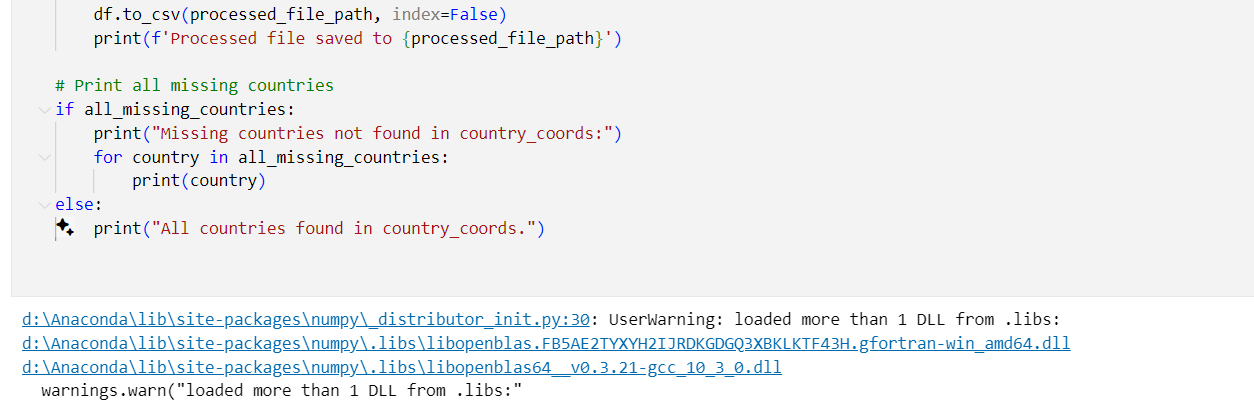 df.to_csv(processed_file_path, index=False)
print(f'Processed file saved to {processed_file_path}')
# Print all missing countries
if all_missing_countries:
print("Missing countries not found in country_coords:")
for country in all_missing_countries:
print(country)
else:
print("All countries found in country_coords.")
d:\Anaconda\lib\site-packages\numpy\_distributor_init.py:30: UserWarning: loaded more than 1 DLL from .libs:
d:\Anaconda\lib\site-packages\numpy\.libs\libopenblas.FB5AE2TYXYH2IJRDKGDGQ3XBKLKTF43H.gfortran-win_amd64.dll
d:\Anaconda\lib\site-packages\numpy\.libs\libopenblas64__v0.3.21-gcc_10_3_0.dll
warnings.warn("loaded more than 1 DLL from .libs:"